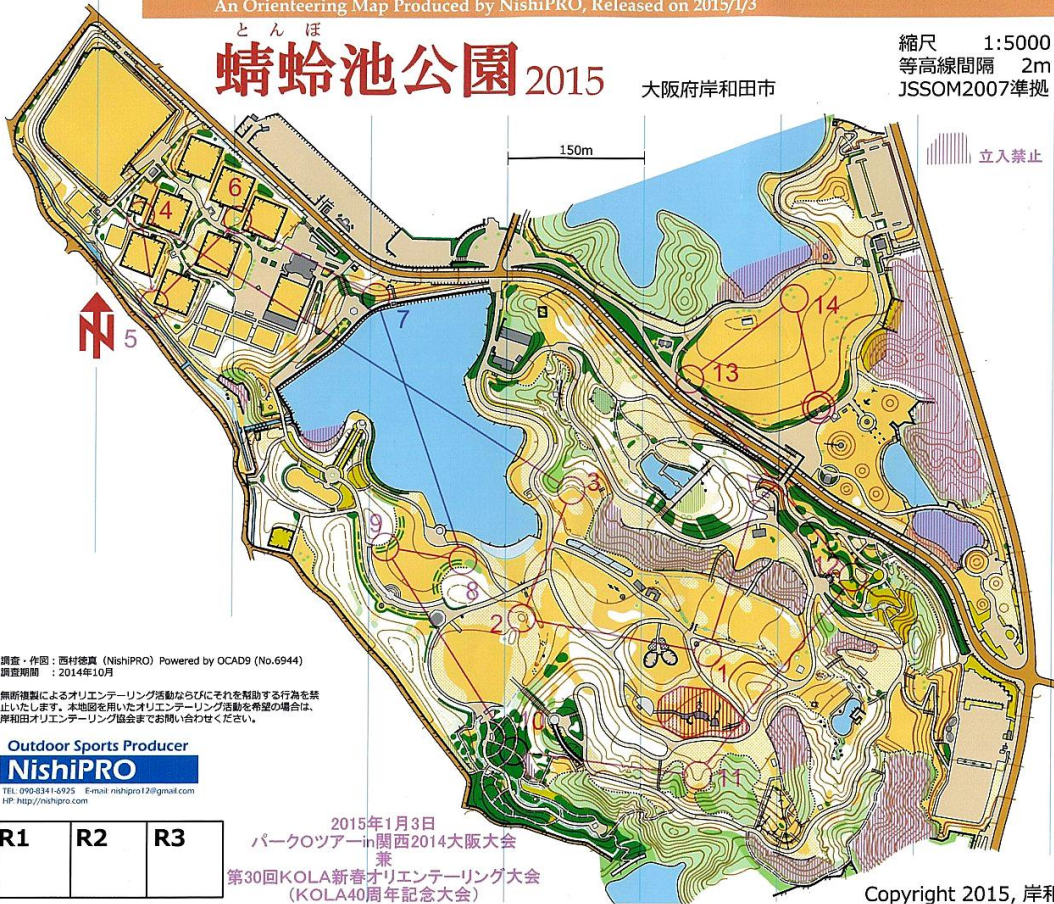 An Orienteering Map Produced by NishiPRO, Released on 2015/1/3
とんぼ
蜻蛉池公園 2015
大阪府岸和田市
縮尺 1:5000
等高線間隔 2m
JSSOM2007準拠
立入禁止
150m
6
4
5
N
7
14
13
3
9
8
2
12
1
10
11
調査・作図：西村徳真（NishiPRO）Powered by OCAD9 (No.6944)
調査期間 ：2014年10月
無断複製によるオリエンテーリング活動ならびにそれを幇助する行為を禁
止いたします。本地図を用いたオリエンテーリング活動を希望の場合は、
岸和田オリエンテーリング協会までお問い合わせください。
Outdoor Sports Producer
NishiPRO
TEL: 090-8341-6925 E-mail: nishipro12@gmail.com
HP: http://nishipro.com
R1 R2 R3
2015年1月3日
パークOツアーin関西2014大阪大会
兼
第30回KOLA新春オリエンテーリング大会
(KOLA40周年記念大会)
Copyright 2015, 岸和